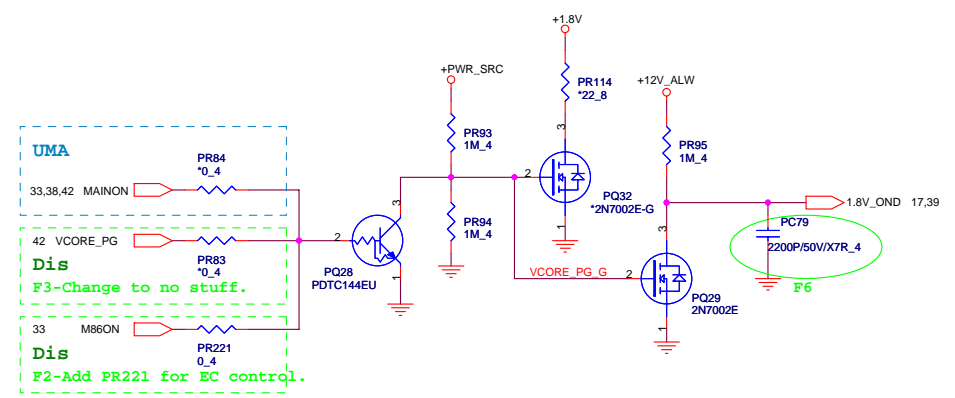 +1.8V
+PWR_SRC
PR114
*22_8
+12V_ALW
UMA
PR84
*0_4
33,38,42 MAINON
PR93
1M_4
3
2
PQ32
*2N7002E-G
1
PR95
1M_4
1.8V_OND 17,39
42 VCORE_PG
PR83
*0_4
Dis
F3-Change to no stuff.
2
3
1
PQ28
PDTC144EU
PR94
1M_4
VCORE_PG_G
2
3
1
PQ29
2N7002E
PC79
2200P/50V/X7R_4
F6
33 M86ON
PR221
0_4
Dis
F2-Add PR221 for EC control.